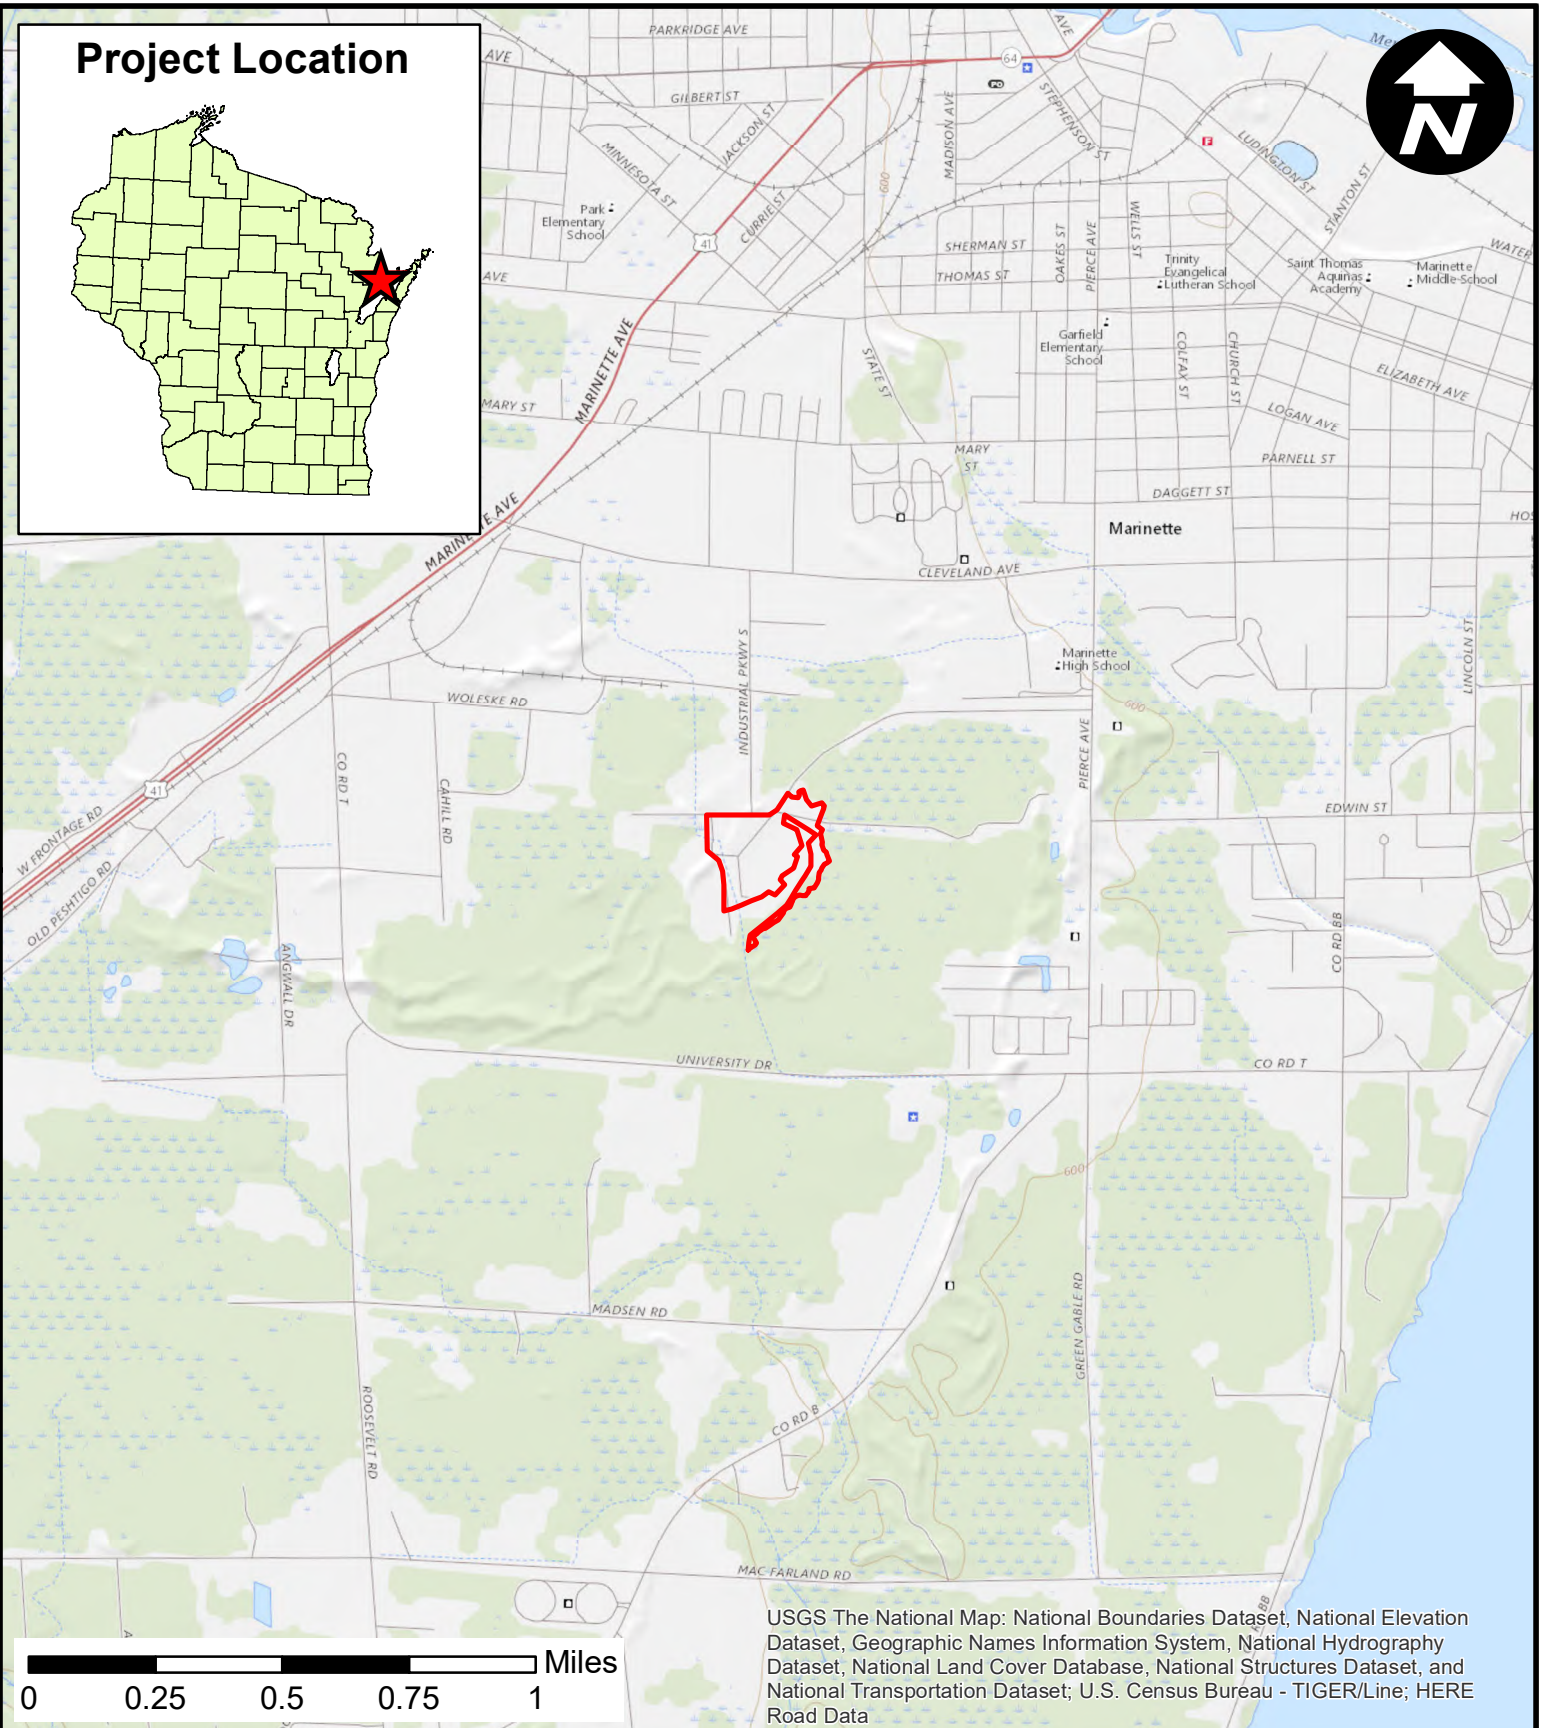 Project Location
N
PARKRIDGE AVE
AVE
AVE
64
PO
GILBERT ST
JACKSON ST
MINNESOTA ST
MADISON AVE
STEPHENSON ST
F
LUDINGTON ST
STANTON ST
600
Park
Elementary
School
CURRIE ST
41
SHERMAN ST
THOMAS ST
OAKES ST
PIERCE AVE
WELLS ST
Trinity
Evangelical
Lutheran School
Saint Thomas
Aquinas
Academy
Marinette
Middle School
WATER
AVE
MARINETTE AVE
STATE ST
Garfield
Elementary
School
COLFAX ST
CHURCH ST
ELIZABETH AVE
MARY ST
LOGAN AVE
MARY
ST
PARNELL ST
DAGGETT ST
Marinette
HOS
MARINETTE AVE
CLEVELAND AVE
INDUSTRIAL PKWY S
Marinette
High School
LINCOLN ST
WOLESKE RD
600
PIERCE AVE
CO RD T
CAHILL RD
41
W FRONTAGE RD
OLD PESHTIGO RD
EDWIN ST
CO RD BB
ANGWALL DR
UNIVERSITY DR
CO RD T
600
MADSEN RD
GREEN GABLE RD
ROOSEVELT RD
CO RD B
MAC FARLAND RD
BB
A
0 0.25 0.5 0.75 1 Miles
USGS The National Map: National Boundaries Dataset, National Elevation
Dataset, Geographic Names Information System, National Hydrography
Dataset, National Land Cover Database, National Structures Dataset, and
National Transportation Dataset; U.S. Census Bureau - TIGER/Line; HERE
Road Data